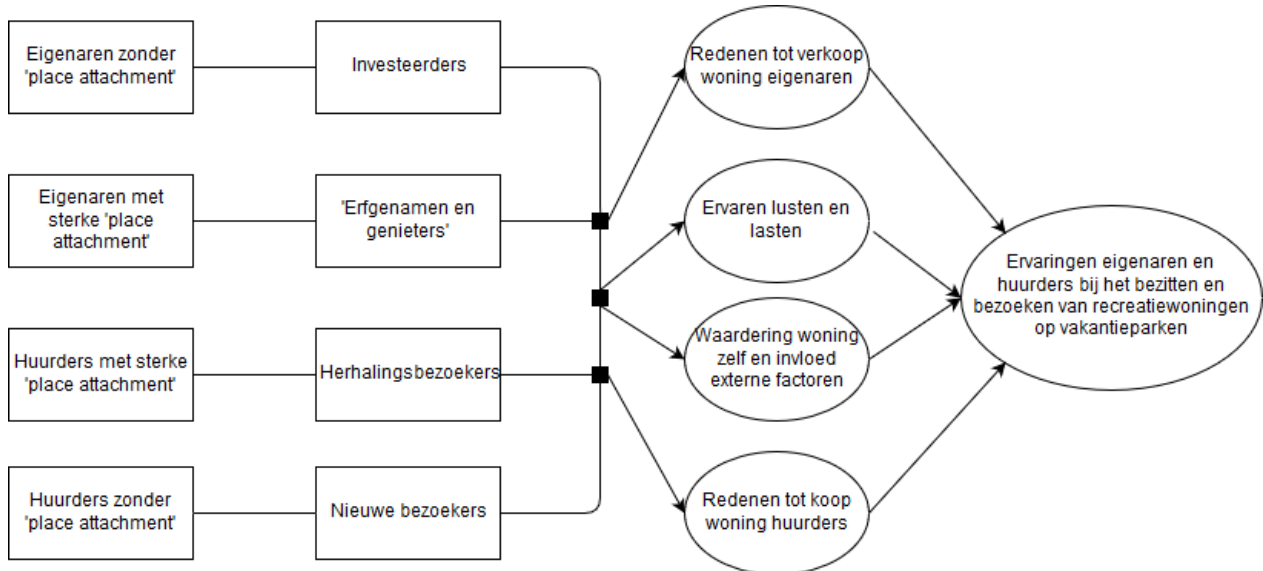 Eigenaren zonder
'place attachment'
Investeerders
Redenen tot verkoop
woning eigenaren
Eigenaren met
sterke 'place
attachment'
'Erfgenamen en
genieters'
Ervaren lusten en
lasten
Ervaringen eigenaren en
huurders bij het bezitten en
bezoeken van recreatiewoningen
op vakantieparken
Huurders met sterke
'place attachment'
Herhalingsbezoekers
Waardering woning
zelf en invloed
externe factoren
Huurders zonder
'place attachment'
Nieuwe bezoekers
Redenen tot koop
woning huurders